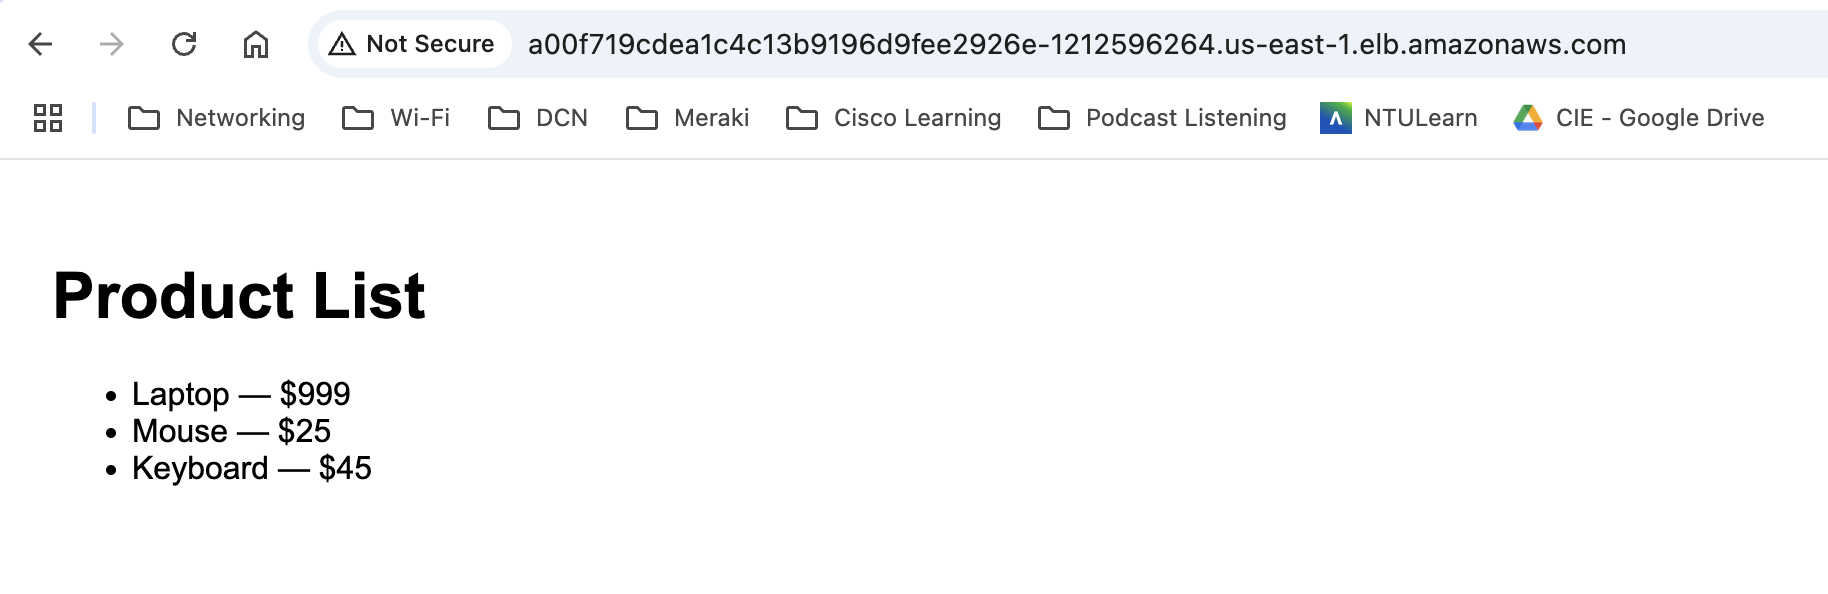 Not Secure a00f719cdea1c4c13b9196d9fee2926e-1212596264.us-east-1.elb.amazonaws.com
Networking Wi-Fi DCN Meraki Cisco Learning Podcast Listening NTULearn CIE - Google Drive
Product List
• Laptop — $999
• Mouse — $25
• Keyboard — $45